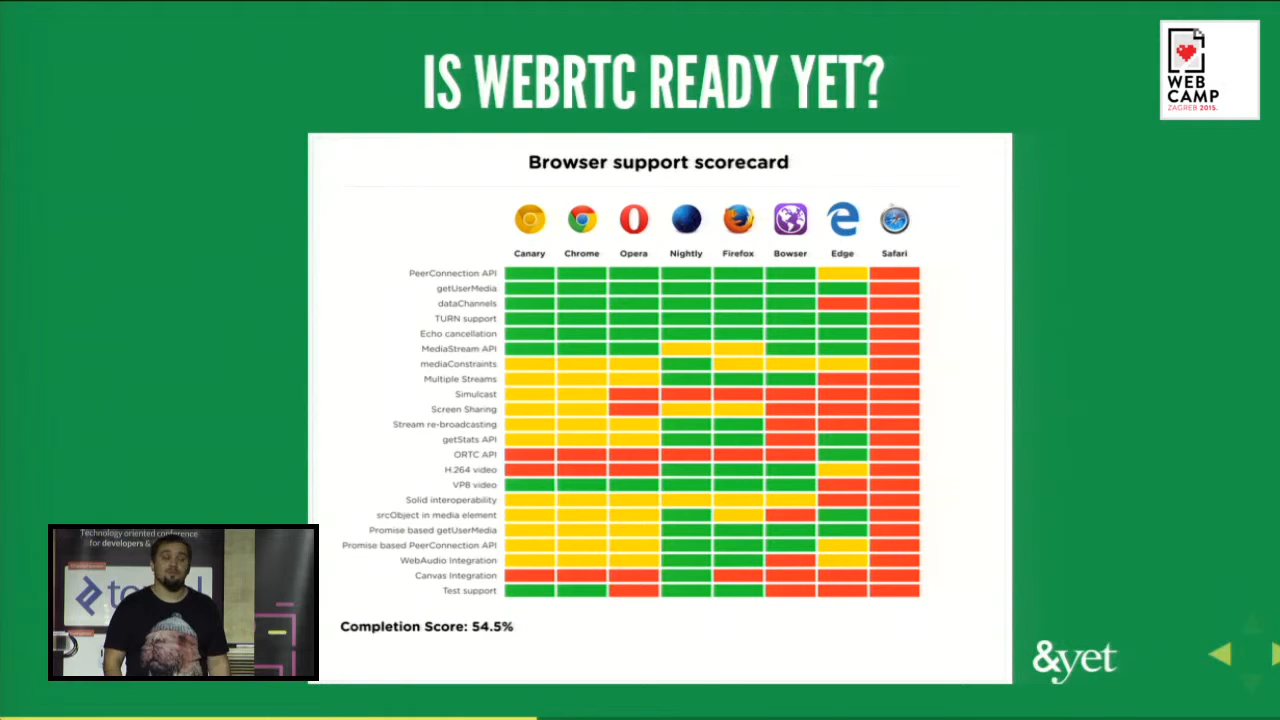 IS WEBRTC READY YET?
WEB
CAMP
ZAGREB 2015.
Browser support scorecard
Canary Chrome Opera Nightly Firefox Bowser Edge Safari
PeerConnection API
getUserMedia
dataChannels
TURN support
Echo cancellation
MediaStream API
mediaConstraints
Multiple Streams
Simulcast
Screen Sharing
Stream re-broadcasting
getStats API
ORTC API
H.264 video
VP8 video
Solid interoperability
srcObject in media element
Promise based getUserMedia
Promise based PeerConnection API
WebAudio Integration
Canvas Integration
Test support
Completion Score: 54.5%
Technology oriented conference
for developers &
&yet